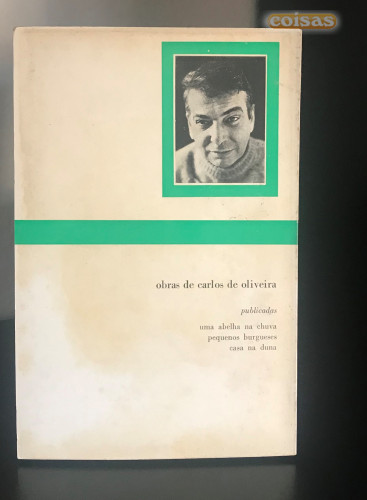 coisas
obras de carlos de oliveira
publicadas
uma abelha na chuva
pequenos burgueses
casa na duna